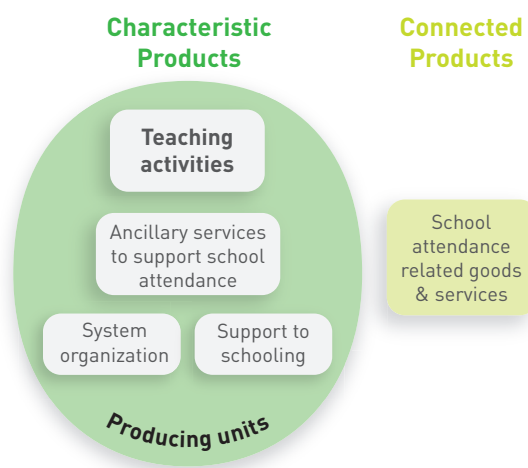 Characteristic
Products
Connected
Products
Teaching
activities
Ancillary services
to support school
attendance
School
attendance
related goods
& services
System
organization
Support to
schooling
Producing units